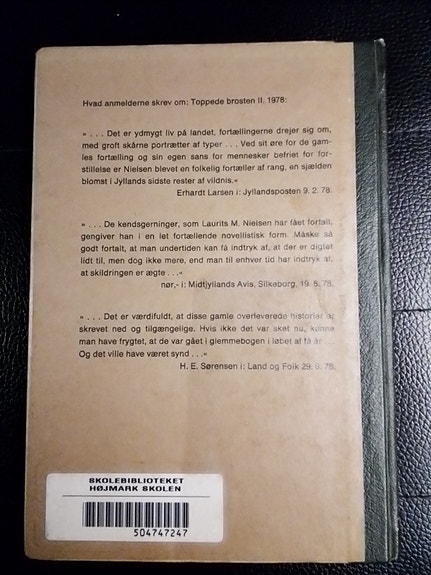 Hvad anmelderne skrev om: Toppede brosten II. 1978:
» . . . Det er ydmygt liv på landet, fortællingerne drejer sig om,
med groft skårne portrætter af typer . . . Ved sit øre for de gam-
les fortælling og sin egen sans for mennesker befriet for for-
stillelse er Nielsen blevet en folkelig fortæller af rang, en sjælden
blomst i Jyllands sidste rester af vildnis.«
Erhardt Larsen i: Jyllandsposten 9. 2. 78.
» . . . De kendsgerninger, som Laurits M. Nielsen har fået fortalt,
gengiver han i en let fortællende novellistisk form. Måske så
godt fortalt, at man undertiden kan få indtryk af, at der er digtet
lidt til, men dog ikke mere, end man til enhver tid har indtryk af,
at skildringen er ægte . . .«
nør,- i: Midtjyllands Avis, Silkeborg, 19. 6. 78.
» . . . Det er værdifuldt, at disse gamle overleverede historier er
skrevet ned og tilgængelige. Hvis ikke det var sket nu, kunne
man have frygtet, at de var gået i glemmebogen i løbet af få år.
Og det ville have været synd . . .«
H. E. Sørensen i: Land og Folk 29. 8. 78.
SKOLEBIBLIOTEKET
HØJMARK SKOLEN
504747247